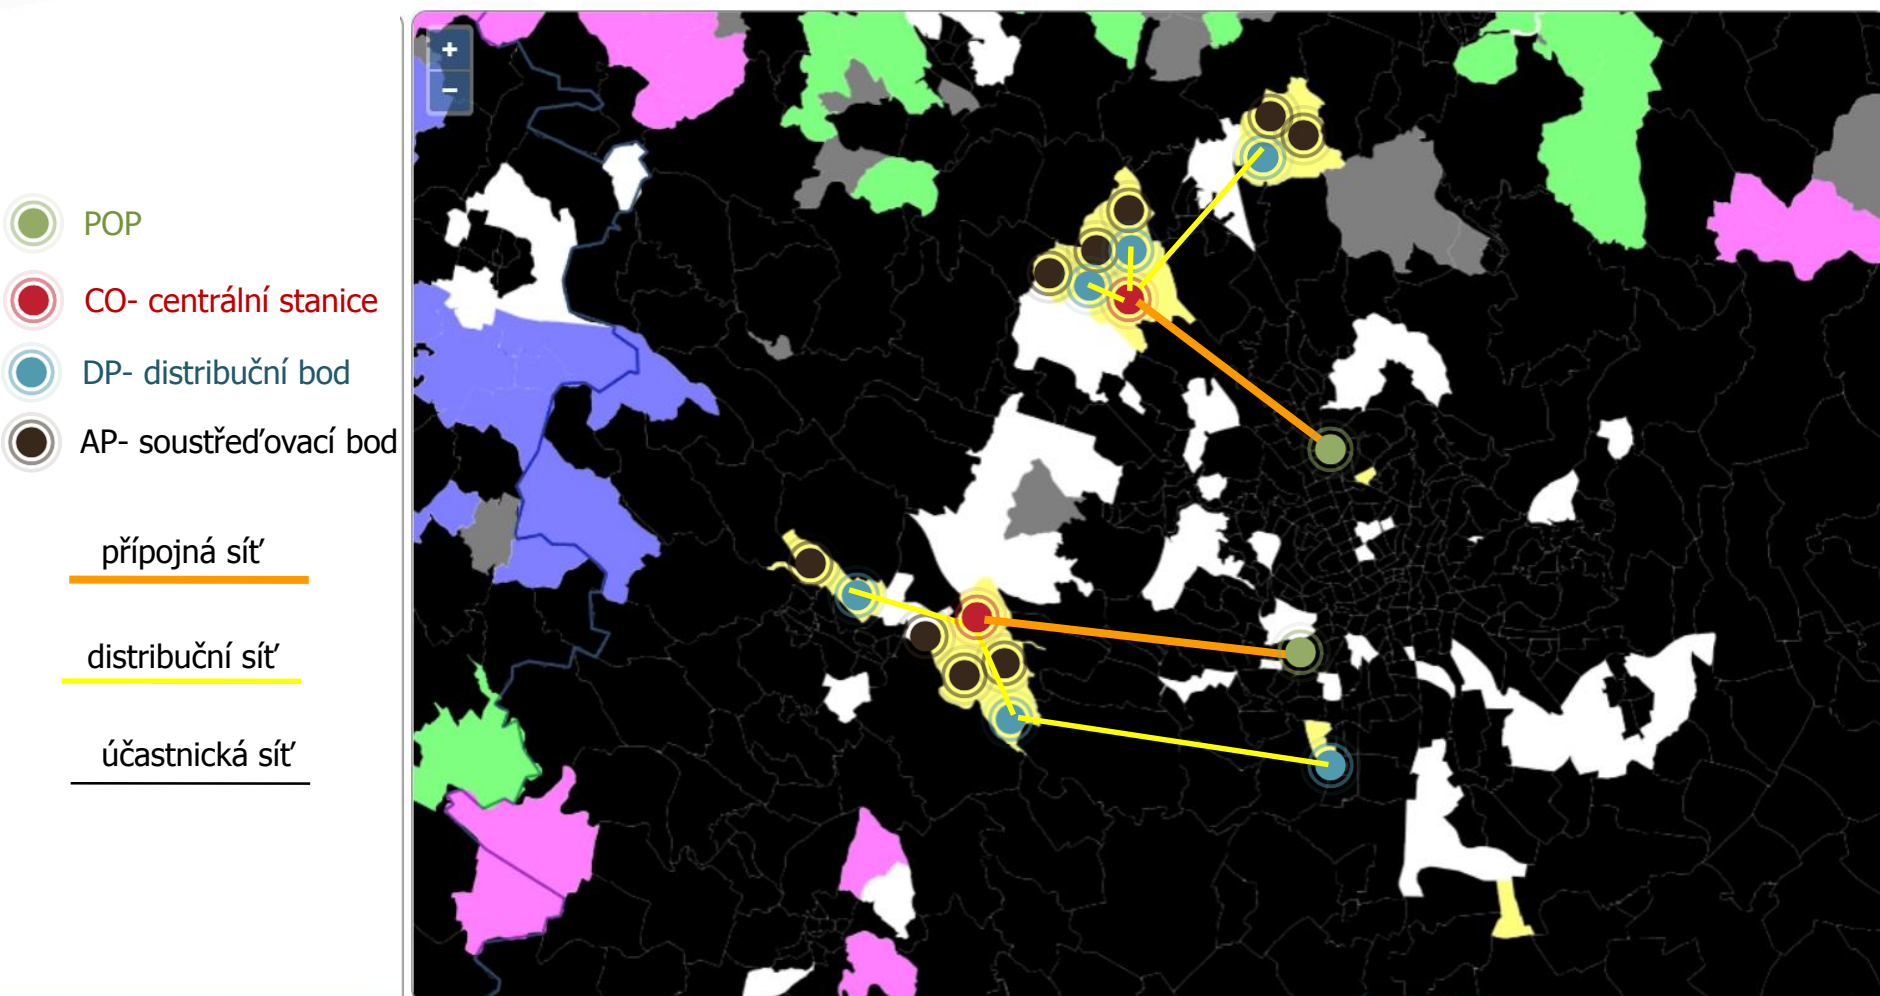 +
−
POP
CO- centrální stanice
DP- distribuční bod
AP- soustřeďovací bod
přípojná síť
distribuční síť
účastnická síť